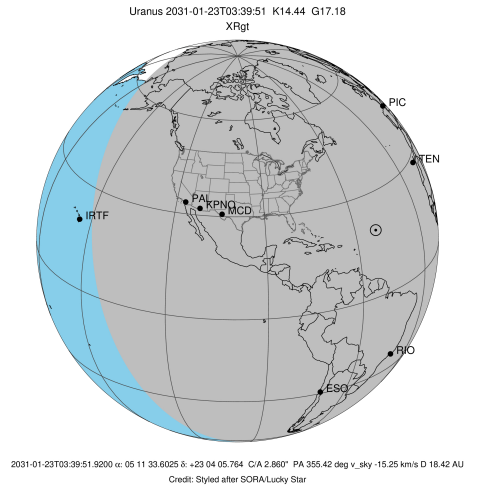 Uranus 2031-01-23T03:39:51 K14.44 G17.18
XRgt
PIC
TEN
PAL
KPNO
MCD
IRTF
RIO
ESO
2031-01-23T03:39:51.9200 α: 05 11 33.6025 δ: +23 04 05.764 C/A 2.860" PA 355.42 deg v_sky -15.25 km/s D 18.42 AU
Credit: Styled after SORA/Lucky Star